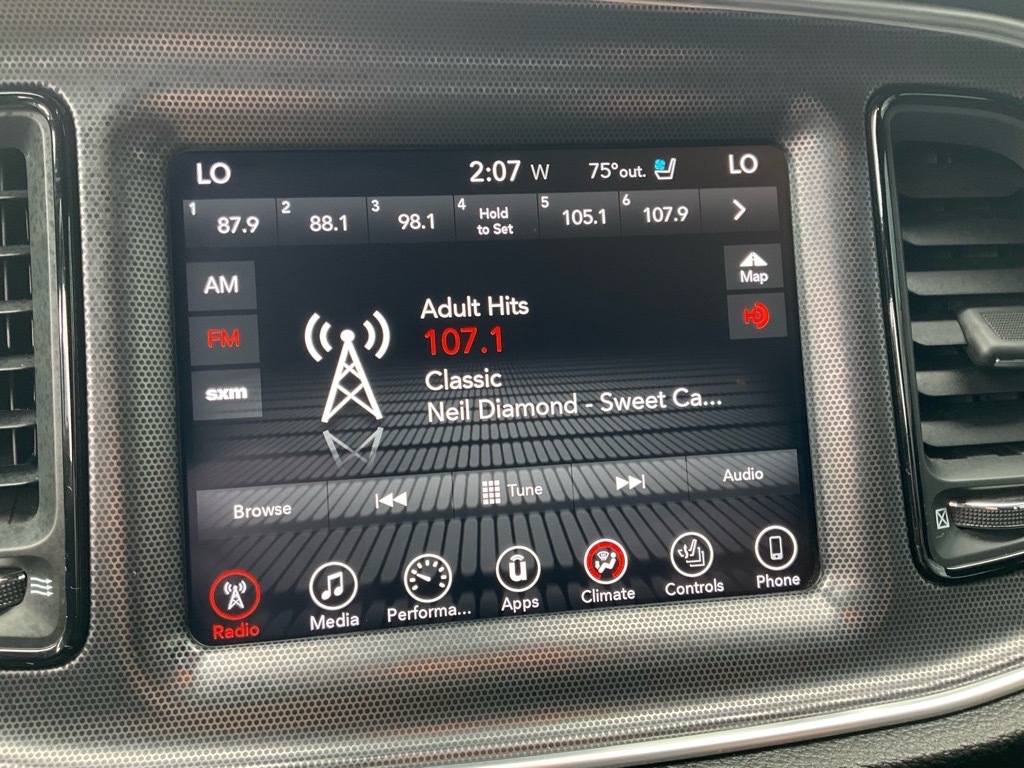 LO 2:07 W 75°out. LO
1 87.9 2 88.1 3 98.1 4 Hold to Set 5 105.1 6 107.9
AM
Map
FM
HD
sxm
Adult Hits
107.1
Classic
Neil Diamond - Sweet Ca...
Browse Tune Audio
Radio Media Performa... Apps Climate Controls Phone